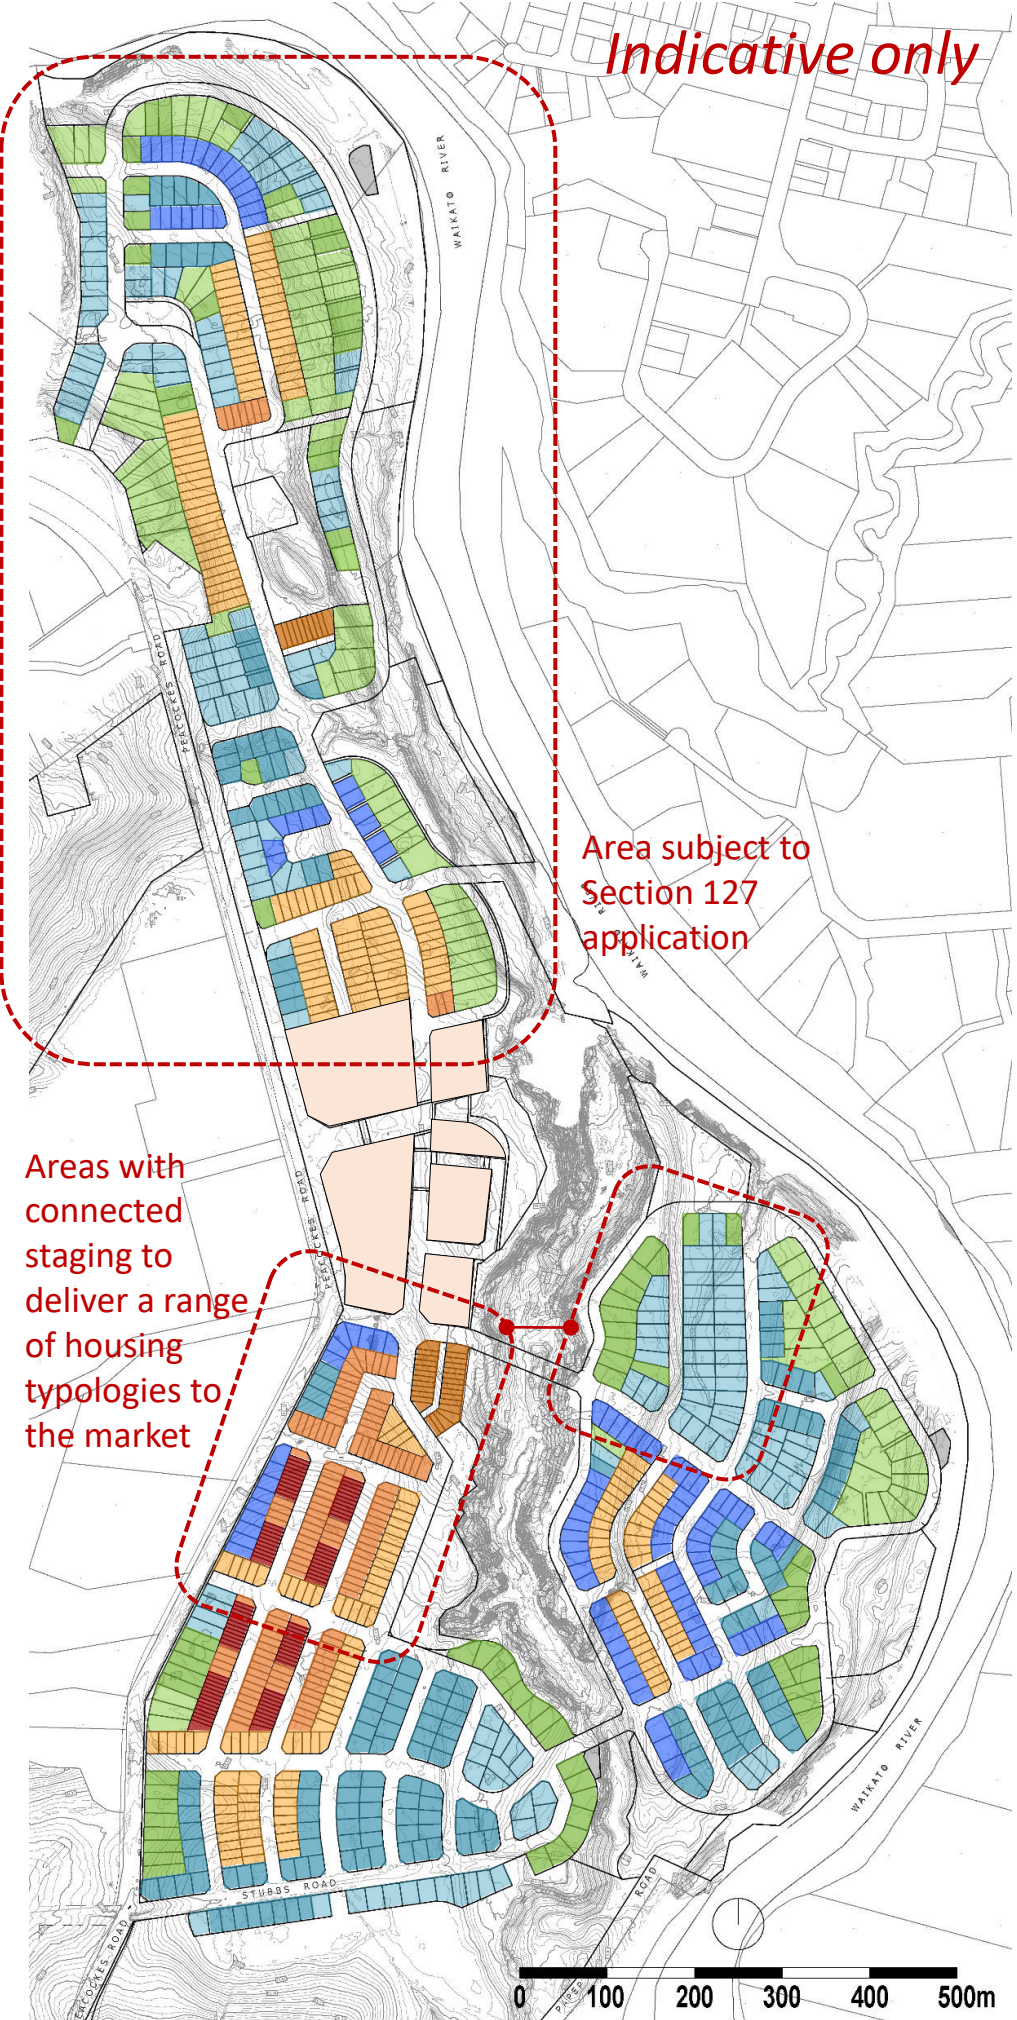 Indicative only
WAIKATO RIVER
PEACOCKES ROAD
Area subject to
Section 127
application
WAIKATO RIVER
Areas with
connected
staging to
deliver a range
of housing
typologies to
the market
PEACOCKES ROAD
WAIKATO RIVER
STUBBS ROAD
PEACOCKES ROAD
PAPER ROAD
0 100 200 300 400 500m